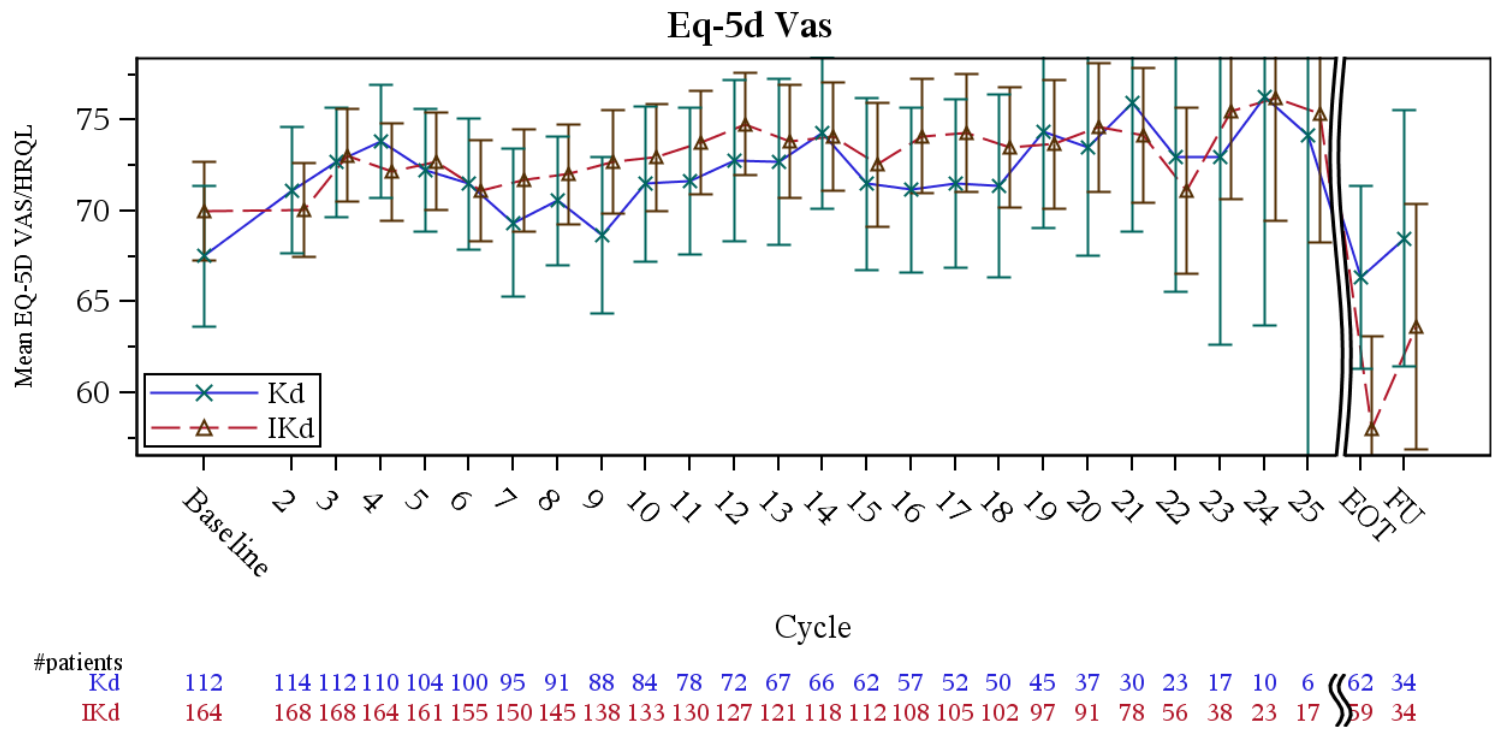 Eq-5d Vas
Mean EQ-5D VAS/HRQL
75
70
65
60
Kd
IKd
Baseline 2 3 4 5 6 7 8 9 10 11 12 13 14 15 16 17 18 19 20 21 22 23 24 25 EOT FU
Cycle
#patients
Kd 112 114 112 110 104 100 95 91 88 84 78 72 67 66 62 57 52 50 45 37 30 23 17 10 6 62 34
IKd 164 168 168 164 161 155 150 145 138 133 130 127 121 118 112 108 105 102 97 91 78 56 38 23 17 59 34